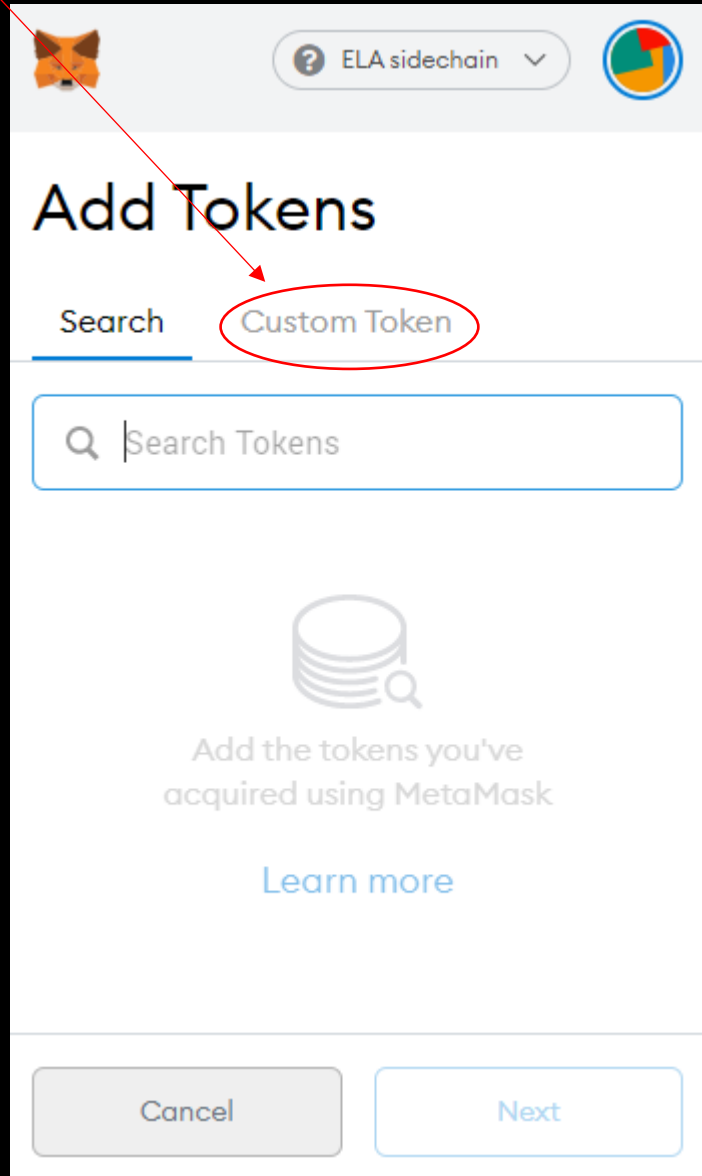 ELA sidechain
Add Tokens
Search Custom Token
Search Tokens
Add the tokens you've
acquired using MetaMask
Learn more
Cancel Next